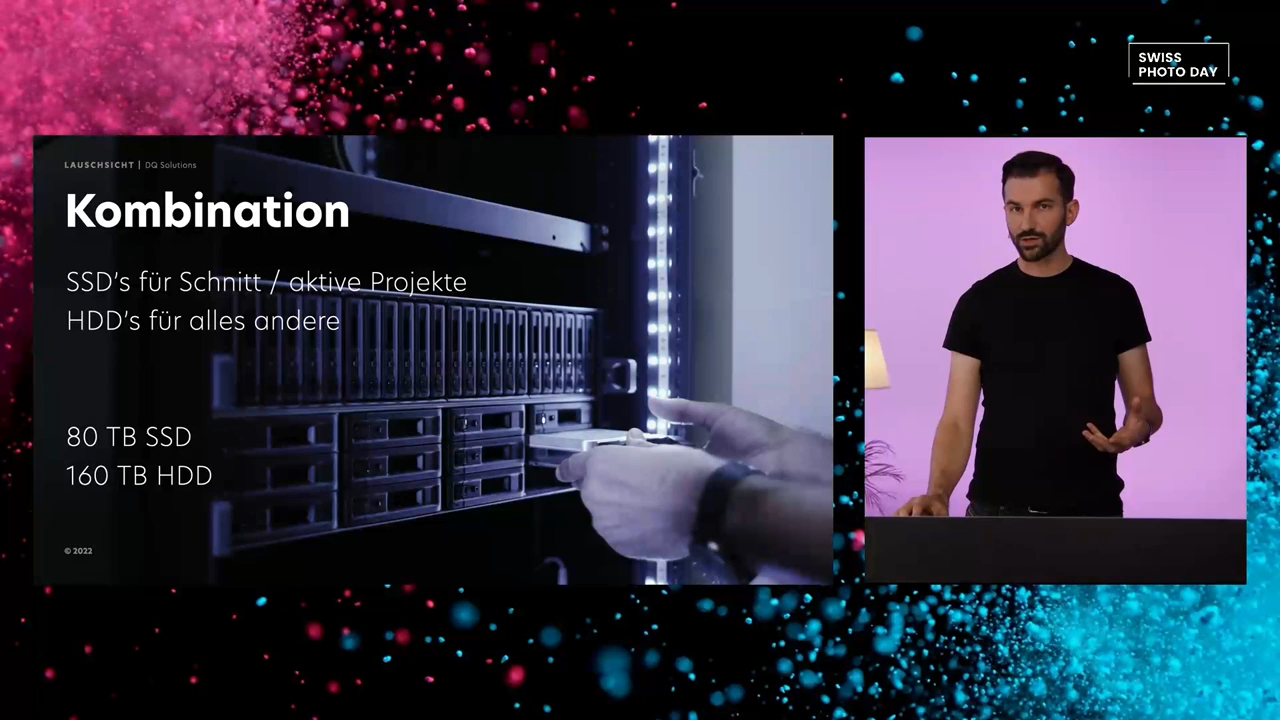 SWISS
PHOTO DAY
LAUSCHSICHT | DQ Solutions
Kombination
SSD's für Schnitt / aktive Projekte
HDD's für alles andere
80 TB SSD
160 TB HDD
© 2022